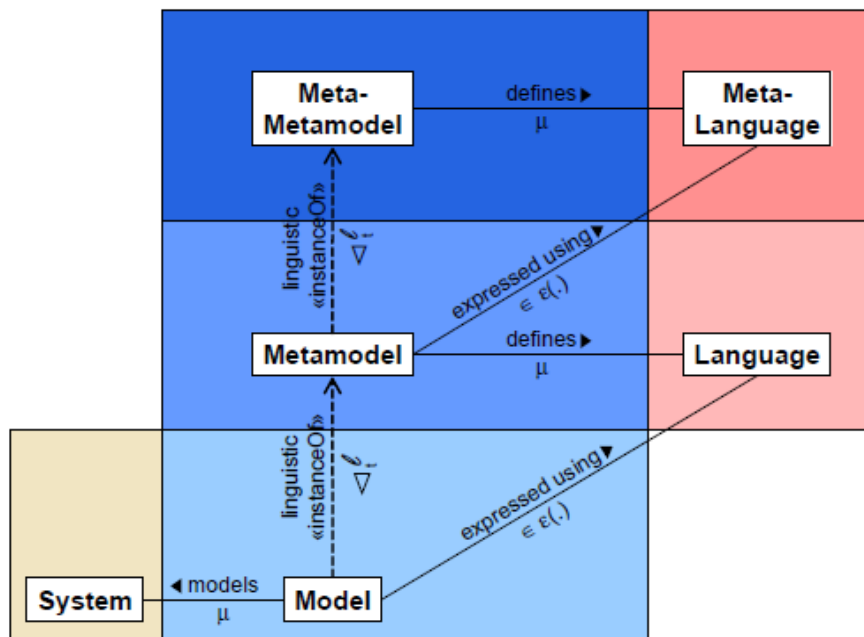 Meta-
Metamodel
defines ►
μ
Meta-
Language
linguistic
«instanceOf»
▽ ℓ t
expressed using ▼
∈ ε(.)
Metamodel
defines ►
μ
Language
linguistic
«instanceOf»
▽ ℓ t
expressed using ▼
∈ ε(.)
System
◄ models
μ
Model